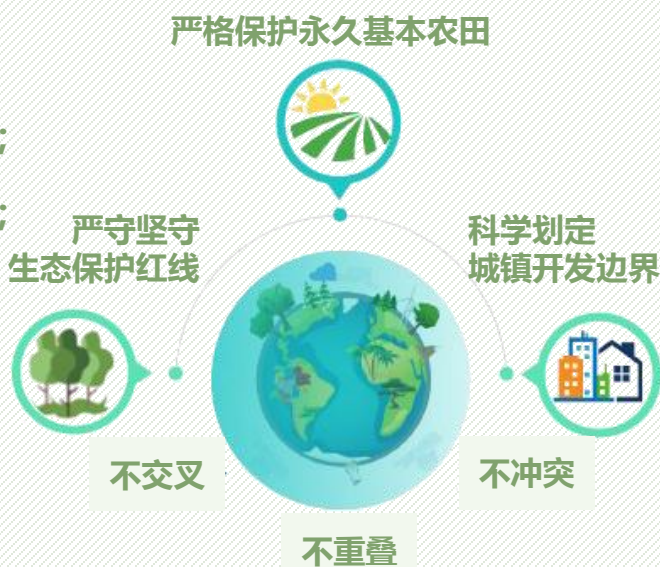 严格保护永久基本农田
;
;
严守坚守
生态保护红线
科学划定
城镇开发边界
不交叉
不冲突
不重叠